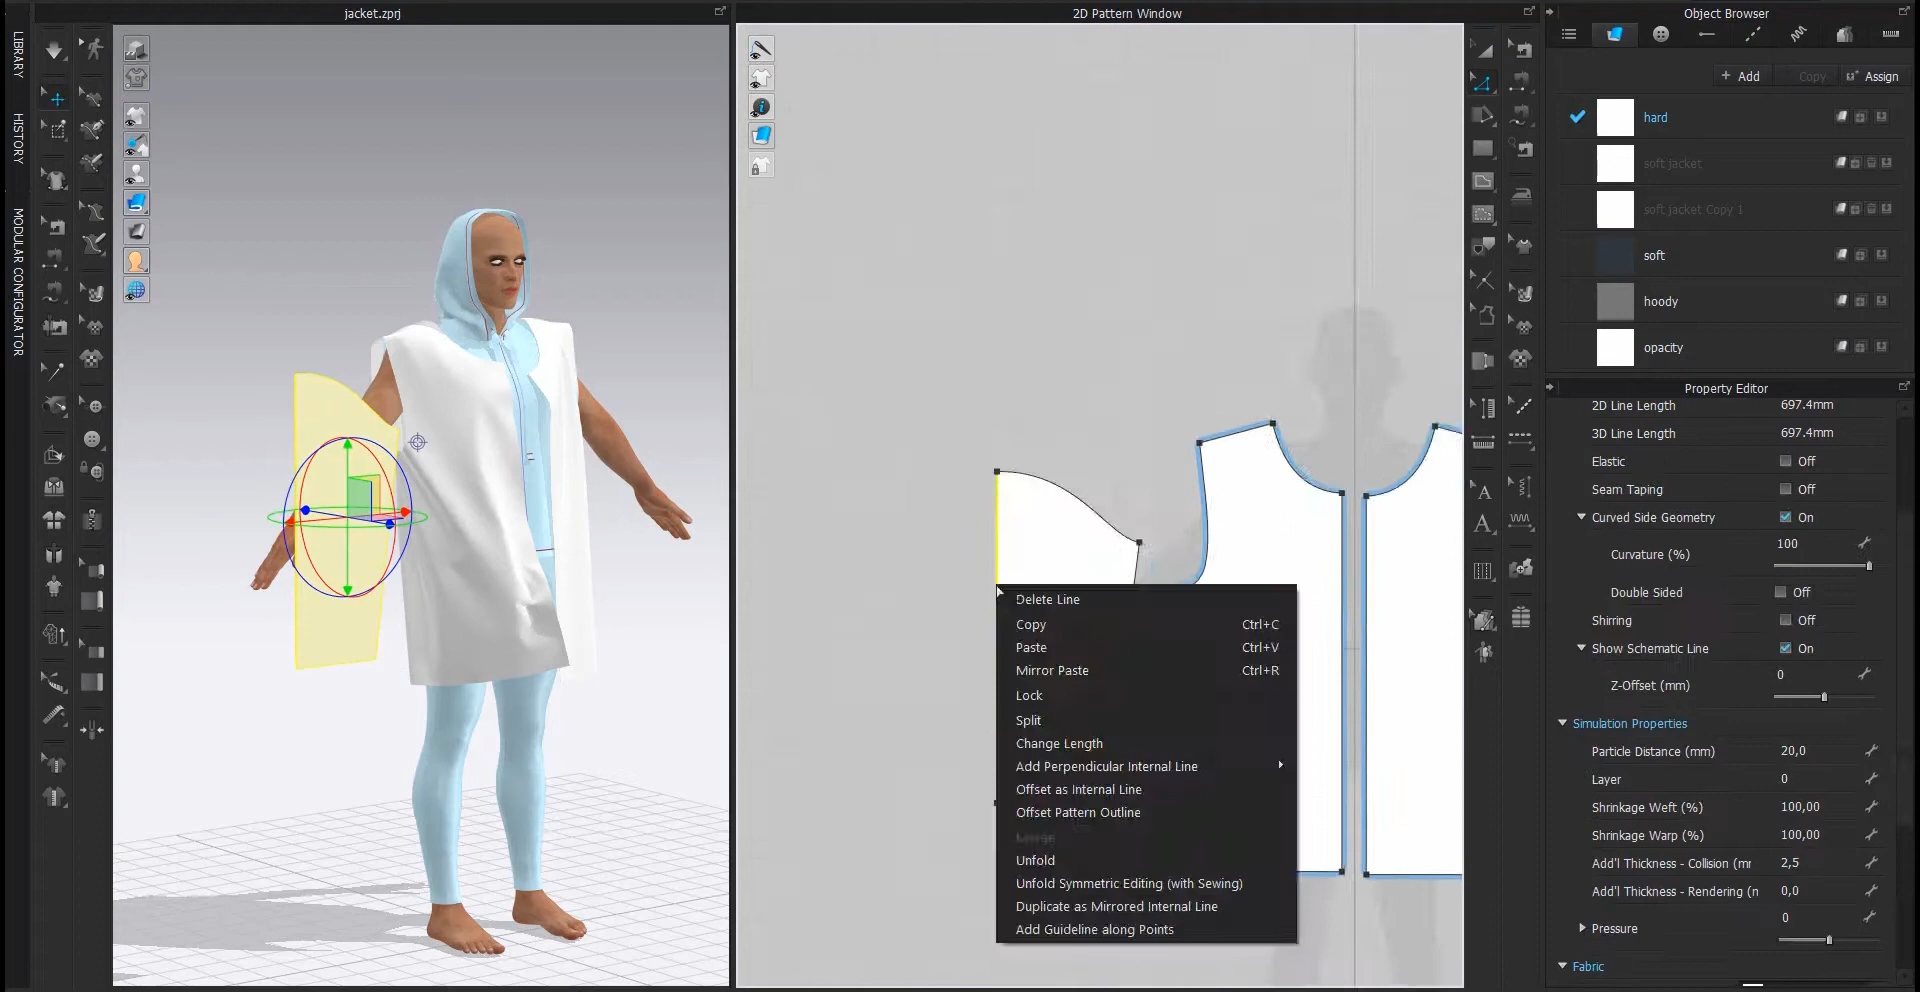 jacket.zprj
2D Pattern Window
Object Browser
LIBRARY
HISTORY
MODULAR CONFIGURATOR
+ Add
Copy
Assign
hard
soft jacket
soft jacket Copy 1
soft
hoody
opacity
Property Editor
2D Line Length 697.4mm
3D Line Length 697.4mm
Elastic Off
Seam Taping Off
Curved Side Geometry On
Curvature (%) 100
Double Sided Off
Shirring Off
Show Schematic Line On
Z-Offset (mm) 0
Simulation Properties
Particle Distance (mm) 20,0
Layer 0
Shrinkage Weft (%) 100,00
Shrinkage Warp (%) 100,00
Add'l Thickness - Collision (mr 2,5
Add'l Thickness - Rendering (n 0,0
Pressure 0
Fabric
Delete Line
Copy Ctrl+C
Paste Ctrl+V
Mirror Paste Ctrl+R
Lock
Split
Change Length
Add Perpendicular Internal Line
Offset as Internal Line
Offset Pattern Outline
Merge
Unfold
Unfold Symmetric Editing (with Sewing)
Duplicate as Mirrored Internal Line
Add Guideline along Points